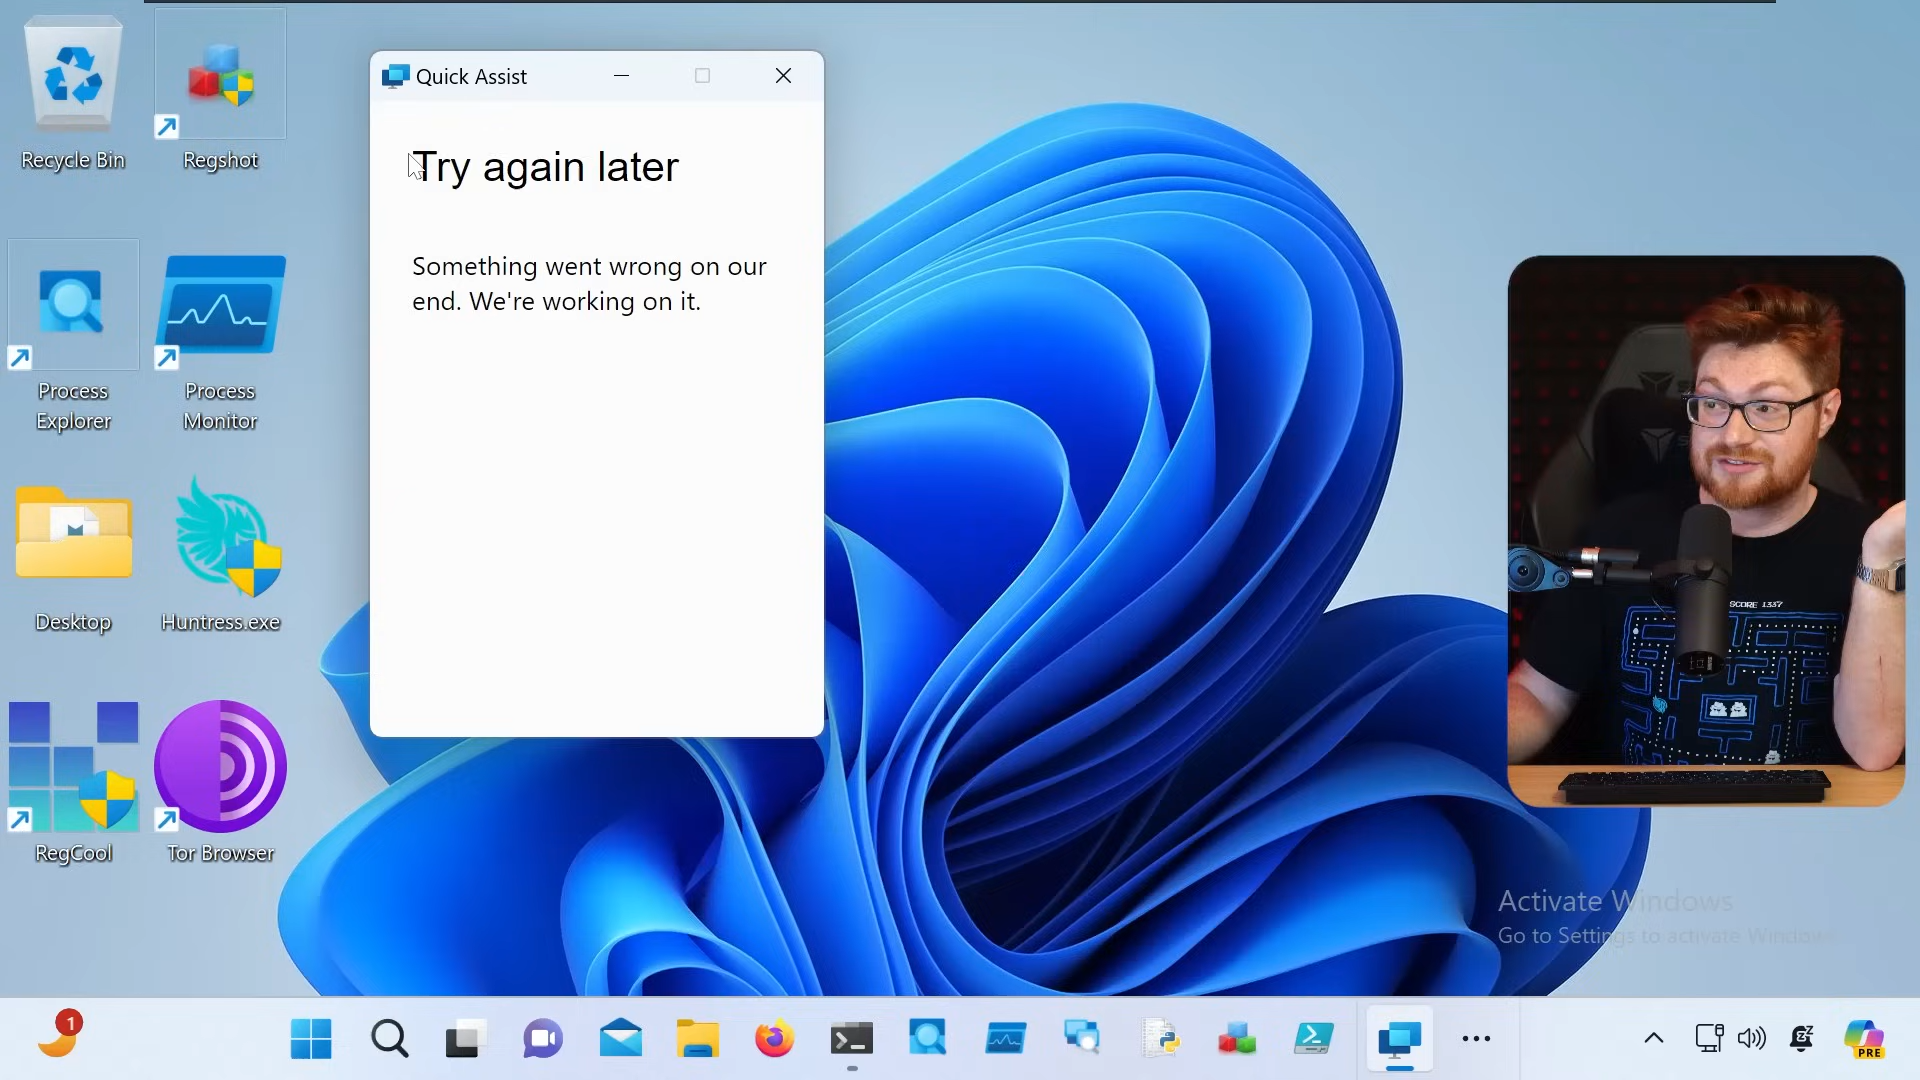 Quick Assist
Try again later
Something went wrong on our
end. We're working on it.
Recycle Bin
Regshot
Process
Explorer
Process
Monitor
Desktop
Huntress.exe
RegCool
Tor Browser
SCORE 1337
Activate Windows
Go to Settings to activate Windows.
1
PRE